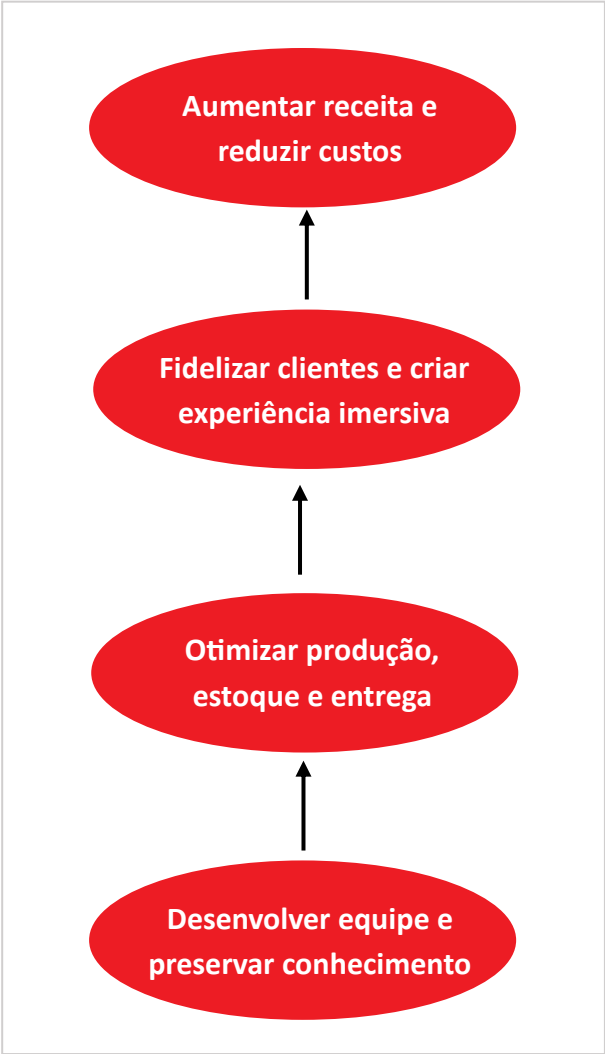 Aumentar receita e
reduzir custos
Fidelizar clientes e criar
experiência imersiva
Otimizar produção,
estoque e entrega
Desenvolver equipe e
preservar conhecimento